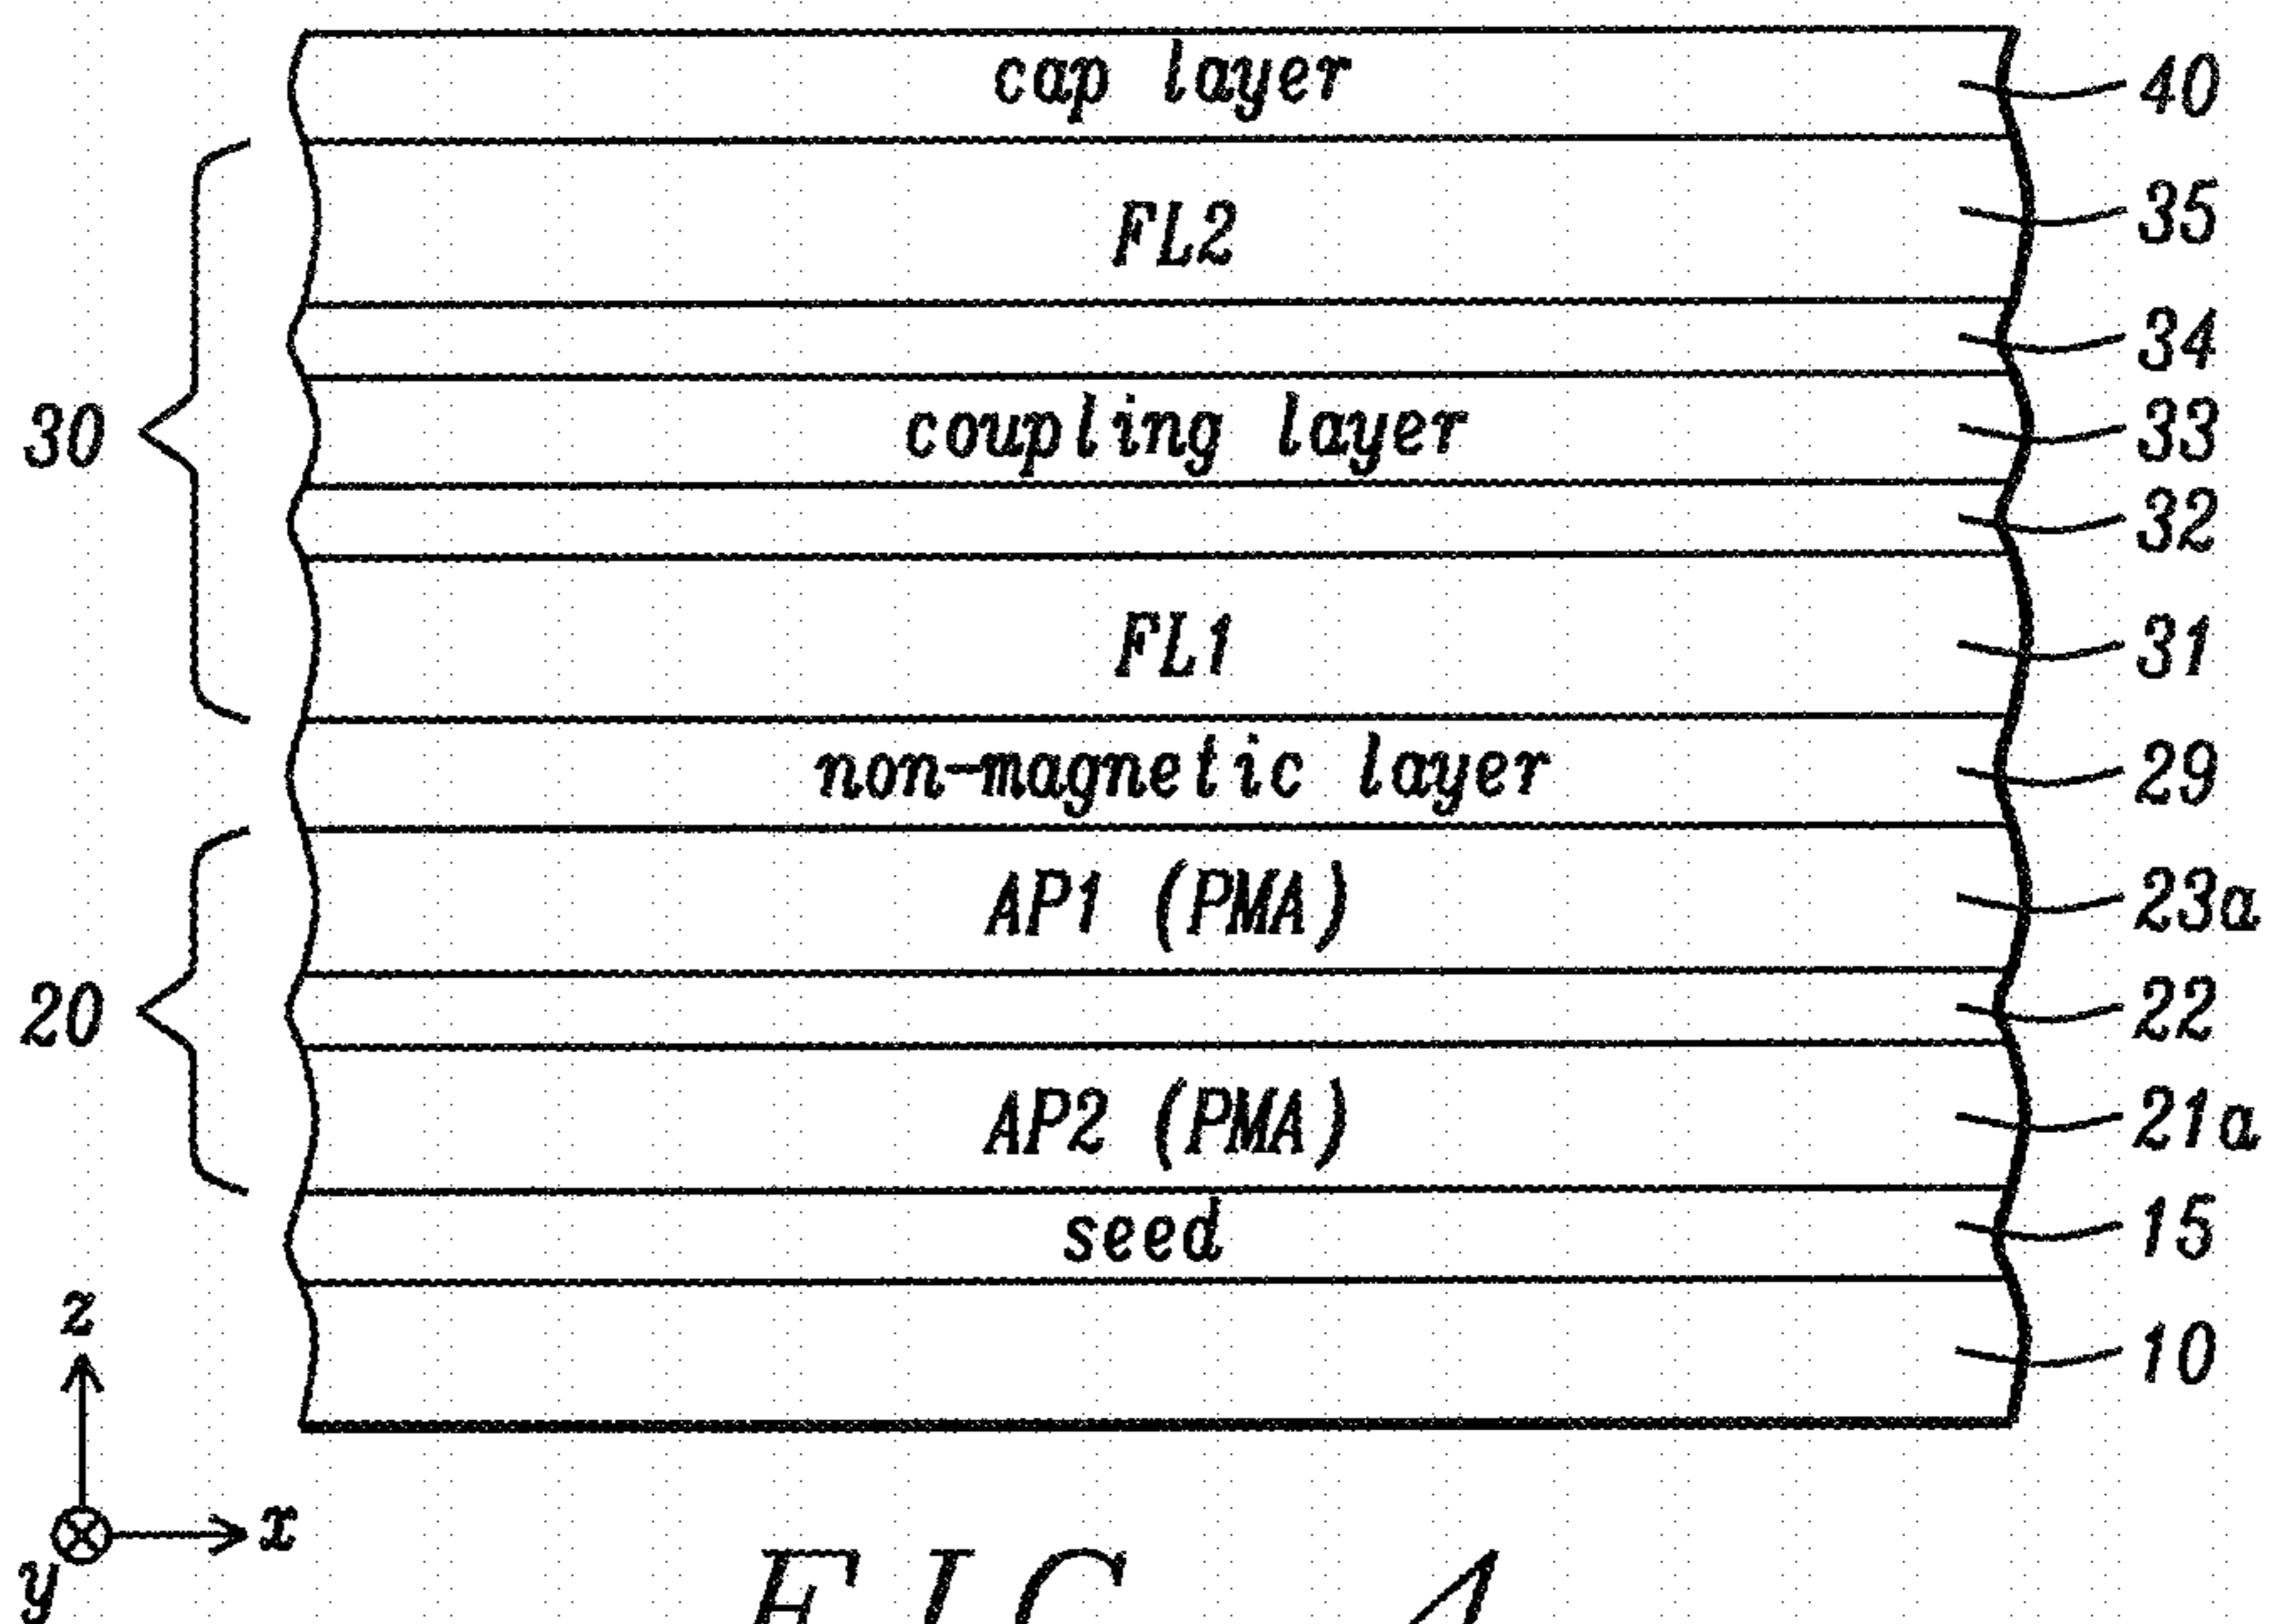 cap layer 40
FL2 35
34
30 coupling layer 33
32
FL1 31
non-magnetic layer 29
AP1 (PMA) 23a
20 22
AP2 (PMA) 21a
seed 15
z
10
x
y
FIG.